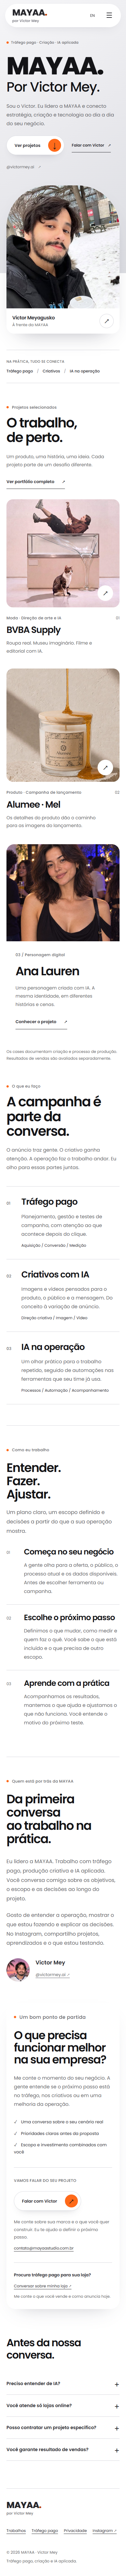 MAYAA.
por Victor Mey
EN
Tráfego pago · Criação · IA aplicada
MAYAA.
Por Victor Mey.
Sou o Victor. Eu lidero a MAYAA e conecto
estratégia, criação e tecnologia ao dia a dia
do seu negócio.
Ver projetos ↓
Falar com Victor ↗
@victormey.ai ↗
Victor Meyagusko
À frente da MAYAA
↗
NA PRÁTICA, TUDO SE CONECTA
Tráfego pago / Criativos / IA na operação
Projetos selecionados
O trabalho,
de perto.
Um produto, uma história, uma ideia. Cada
projeto parte de um desafio diferente.
Ver portfólio completo ↗
↗
Moda · Direção de arte e IA 01
BVBA Supply
Roupa real. Museu imaginário. Filme e
editorial com IA.
↗
Produto · Campanha de lançamento 02
Alumee · Mel
Os detalhes do produto dão o caminho
para as imagens do lançamento.
03 / Personagem digital
Ana Lauren
Uma personagem criada com IA. A
mesma identidade, em diferentes
histórias e cenas.
Conhecer o projeto ↗
Os cases documentam criação e processo de produção.
Resultados de vendas são avaliados separadamente.
O que eu faço
A campanha é
parte da
conversa.
O anúncio traz gente. O criativo ganha
atenção. A operação faz o trabalho andar. Eu
olho para essas partes juntas.
01
Tráfego pago
Planejamento, gestão e testes de
campanha, com atenção ao que
acontece depois do clique.
Aquisição / Conversão / Medição
02
Criativos com IA
Imagens e vídeos pensados para o
produto, o público e a mensagem. Do
conceito à variação de anúncio.
Direção criativa / Imagem / Vídeo
03
IA na operação
Um olhar prático para o trabalho
repetido, seguido de automações nas
ferramentas que seu time já usa.
Processos / Automação / Acompanhamento
Como eu trabalho
Entender.
Fazer.
Ajustar.
Um plano claro, um escopo definido e
decisões a partir do que a sua operação
mostra.
01
Começo no seu negócio
A gente olha para a oferta, o público, o
processo atual e os dados disponíveis.
Antes de escolher ferramenta ou
campanha.
02
Escolho o próximo passo
Definimos o que mudar, como medir e
quem faz o quê. Você sabe o que está
incluído e o que precisa de outro
escopo.
03
Aprende com a prática
Acompanhamos os resultados,
mantemos o que ajuda e ajustamos o
que não funciona. Você entende o
motivo do próximo teste.
Quem está por trás da MAYAA
Da primeira
conversa
ao trabalho na
prática.
Eu lidero a MAYAA. Trabalho com tráfego
pago, produção criativa e IA aplicada.
Você conversa comigo sobre os objetivos,
o escopo e as decisões ao longo do
projeto.
Gosto de entender a operação, mostrar o
que estou fazendo e explicar as decisões.
No Instagram, compartilho projetos,
aprendizados e o que estou testando.
Victor Mey
@victormey.ai ↗
Um bom ponto de partida
O que precisa
funcionar melhor
na sua empresa?
Me conte o momento do seu negócio. A
gente entende se o próximo passo está
no tráfego, nos criativos ou em uma
melhoria da operação.
✓ Uma conversa sobre o seu cenário real
✓ Prioridades claras antes da proposta
✓ Escopo e investimento combinados com
você
VAMOS FALAR DO SEU PROJETO
Falar com Victor ↗
Me conte sobre sua marca e o que você quer
construir. Eu te ajudo a definir o próximo
passo.
contato@mayaastudio.com.br
Procura tráfego pago para sua loja?
Conversar sobre minha loja ↗
Me conte o que você vende e como anuncia hoje.
Antes da nossa
conversa.
Preciso entender de IA? +
Você atende só lojas online? +
Posso contratar um projeto específico? +
Você garante resultado de vendas? +
MAYAA.
por Victor Mey
Trabalhos Tráfego pago Privacidade Instagram ↗
© 2026 MAYAA · Victor Mey
Tráfego pago, criação e IA aplicada